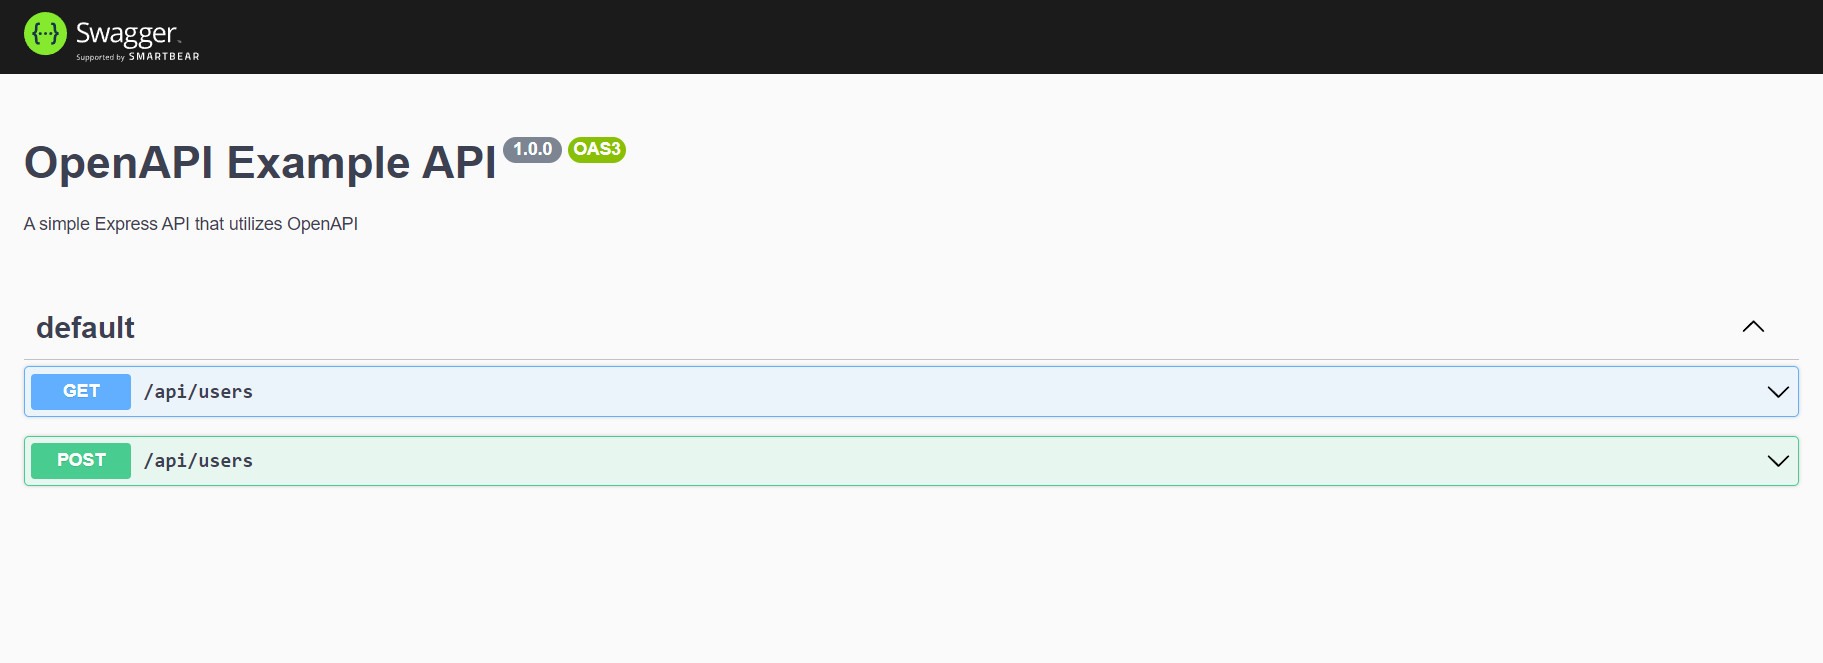 {···} Swagger
Supported by SMARTBEAR
OpenAPI Example API 1.0.0 OAS3
A simple Express API that utilizes OpenAPI
default
GET /api/users
POST /api/users